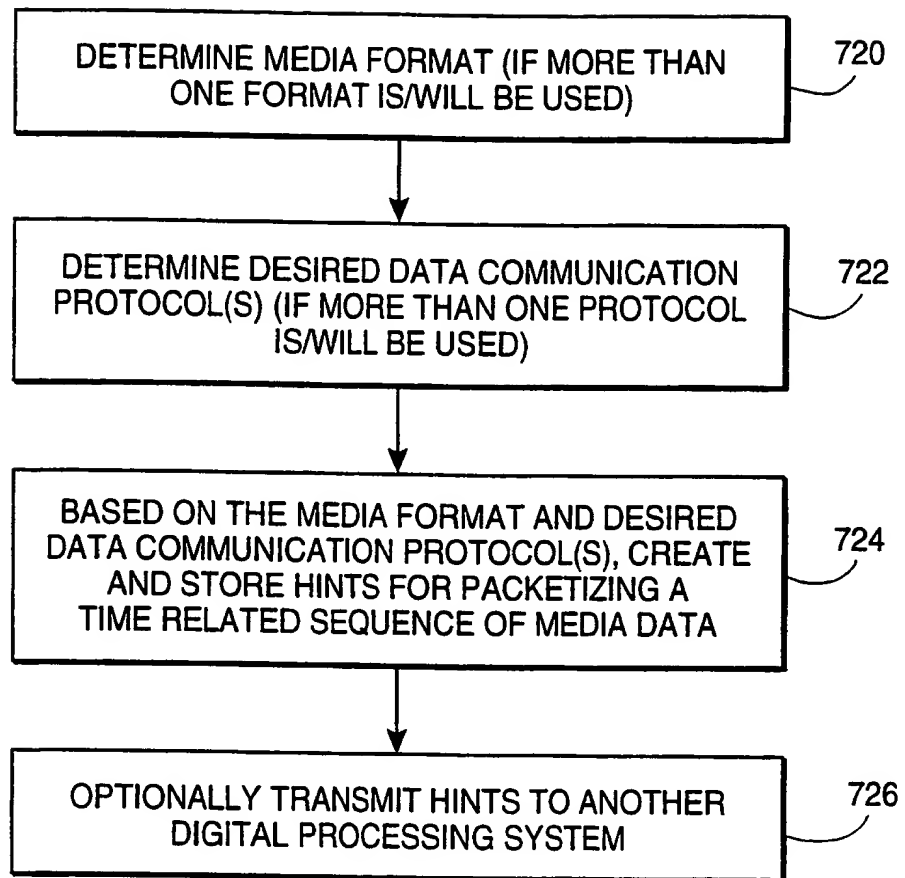 DETERMINE MEDIA FORMAT (IF MORE THAN
ONE FORMAT IS/WILL BE USED)
720
DETERMINE DESIRED DATA COMMUNICATION
PROTOCOL(S) (IF MORE THAN ONE PROTOCOL
IS/WILL BE USED)
722
BASED ON THE MEDIA FORMAT AND DESIRED
DATA COMMUNICATION PROTOCOL(S), CREATE
AND STORE HINTS FOR PACKETIZING A
TIME RELATED SEQUENCE OF MEDIA DATA
724
OPTIONALLY TRANSMIT HINTS TO ANOTHER
DIGITAL PROCESSING SYSTEM
726